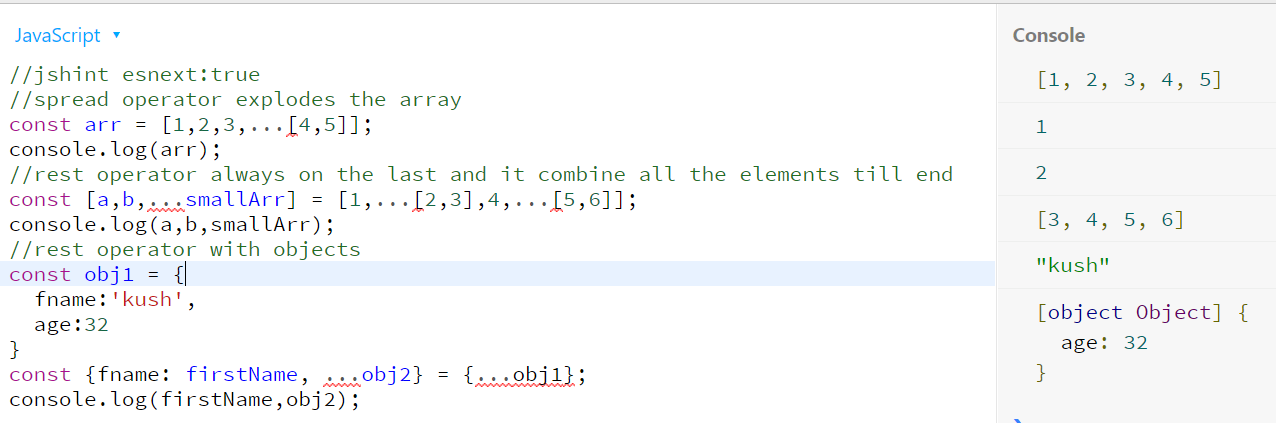 JavaScript ▾
//jshint esnext:true
//spread operator explodes the array
const arr = [1,2,3,...[4,5]];
console.log(arr);
//rest operator always on the last and it combine all the elements till end
const [a,b,...smallArr] = [1,...[2,3],4,...[5,6]];
console.log(a,b,smallArr);
//rest operator with objects
const obj1 = {
  fname:'kush',
  age:32
}
const {fname: firstName, ...obj2} = {...obj1};
console.log(firstName,obj2);
Console
[1, 2, 3, 4, 5]
1
2
[3, 4, 5, 6]
"kush"
[object Object] {
  age: 32
}